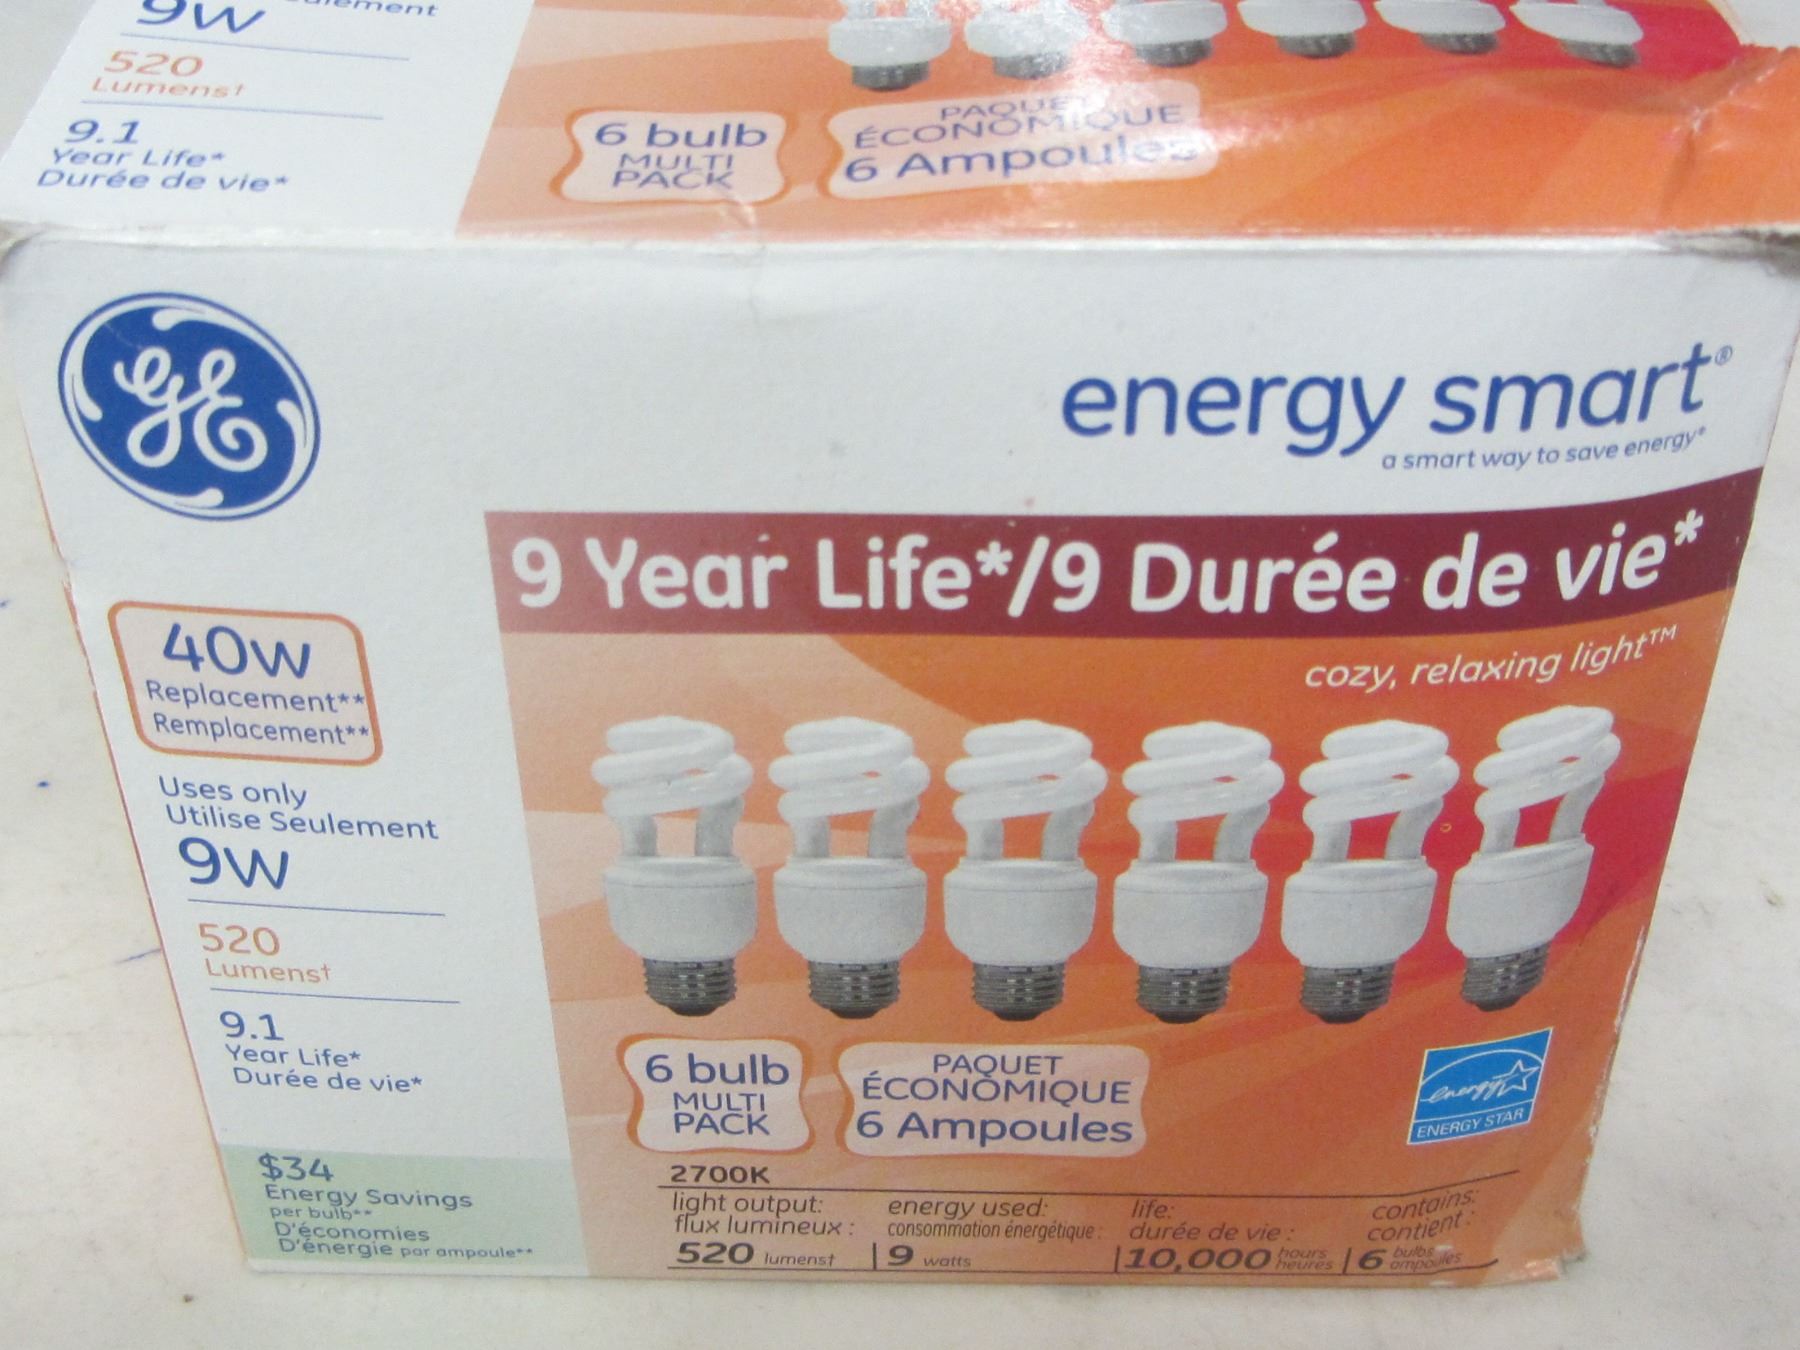 9W
520
Lumens†
9.1
Year Life*
Durée de vie*
6 bulb
MULTI
PACK
PAQUET
ÉCONOMIQUE
6 Ampoules
GE
energy smart®
a smart way to save energy®
9 Year Life*/9 Durée de vie*
cozy, relaxing light™
40W
Replacement**
Remplacement**
Uses only
Utilise Seulement
9W
520
Lumens†
9.1
Year Life*
Durée de vie*
$34
Energy Savings
per bulb**
D'économies
D'énergie par ampoule**
6 bulb
MULTI
PACK
PAQUET
ÉCONOMIQUE
6 Ampoules
energy
ENERGY STAR
2700K
light output:
flux lumineux :
520 lumens†
energy used:
consommation énergétique :
9 watts
life:
durée de vie :
10,000 hours heures
contains:
contient :
6 bulbs ampoules